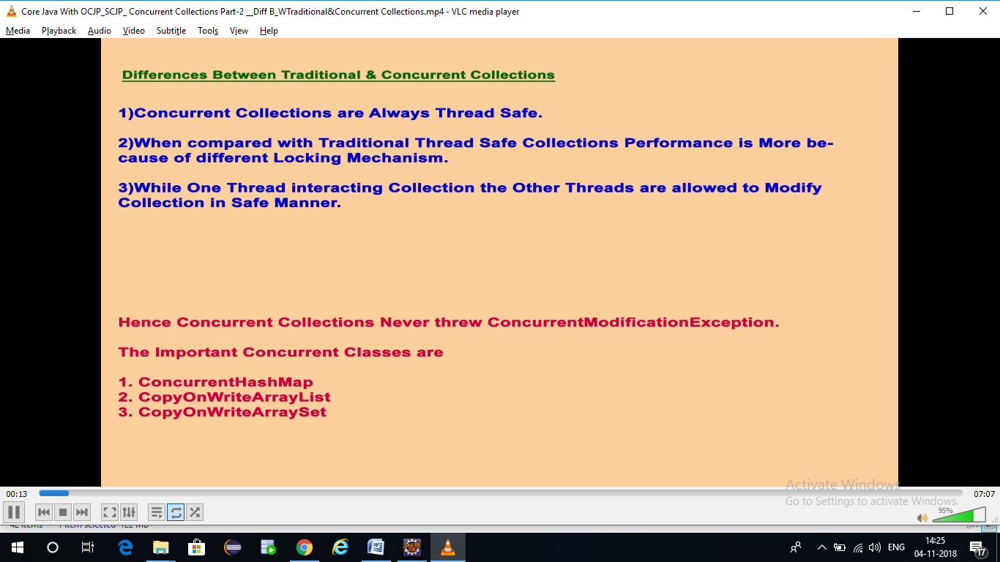 Core Java With OCJP_SCJP_ Concurrent Collections Part-2 __Diff B_WTraditional&Concurrent Collections.mp4 - VLC media player
Media Playback Audio Video Subtitle Tools View Help
Differences Between Traditional & Concurrent Collections
1)Concurrent Collections are Always Thread Safe.
2)When compared with Traditional Thread Safe Collections Performance is More be-
cause of different Locking Mechanism.
3)While One Thread interacting Collection the Other Threads are allowed to Modify
Collection in Safe Manner.
Hence Concurrent Collections Never threw ConcurrentModificationException.
The Important Concurrent Classes are
1. ConcurrentHashMap
2. CopyOnWriteArrayList
3. CopyOnWriteArraySet
Activate Windows
Go to Settings to activate Windows.
00:13 07:07
95%
ENG
14:25
04-11-2018
17